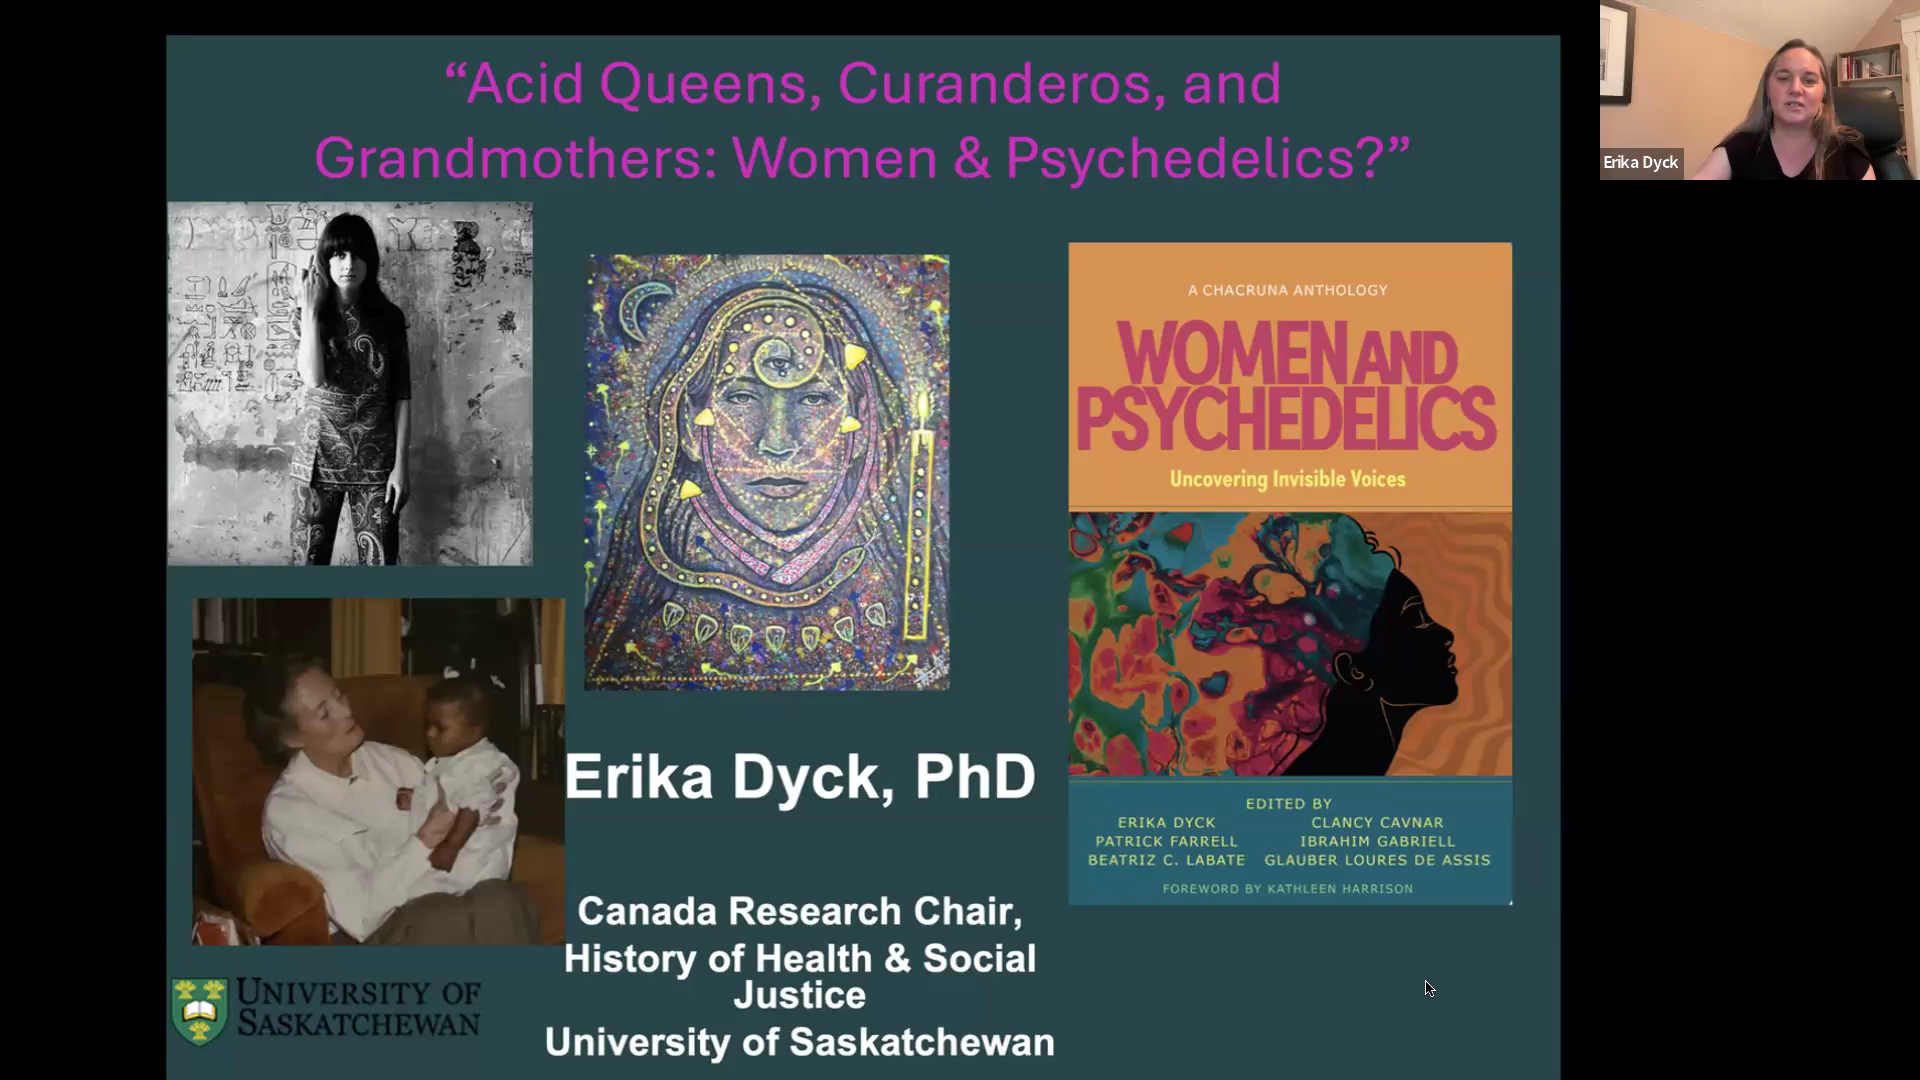 “Acid Queens, Curanderos, and
Grandmothers: Women & Psychedelics?”
Erika Dyck
A CHACRUNA ANTHOLOGY
WOMEN AND
PSYCHEDELICS
Uncovering Invisible Voices
EDITED BY
ERIKA DYCK CLANCY CAVNAR
PATRICK FARRELL IBRAHIM GABRIELL
BEATRIZ C. LABATE GLAUBER LOURES DE ASSIS
FOREWORD BY KATHLEEN HARRISON
Erika Dyck, PhD
Canada Research Chair,
History of Health & Social
Justice
University of Saskatchewan
UNIVERSITY OF
SASKATCHEWAN